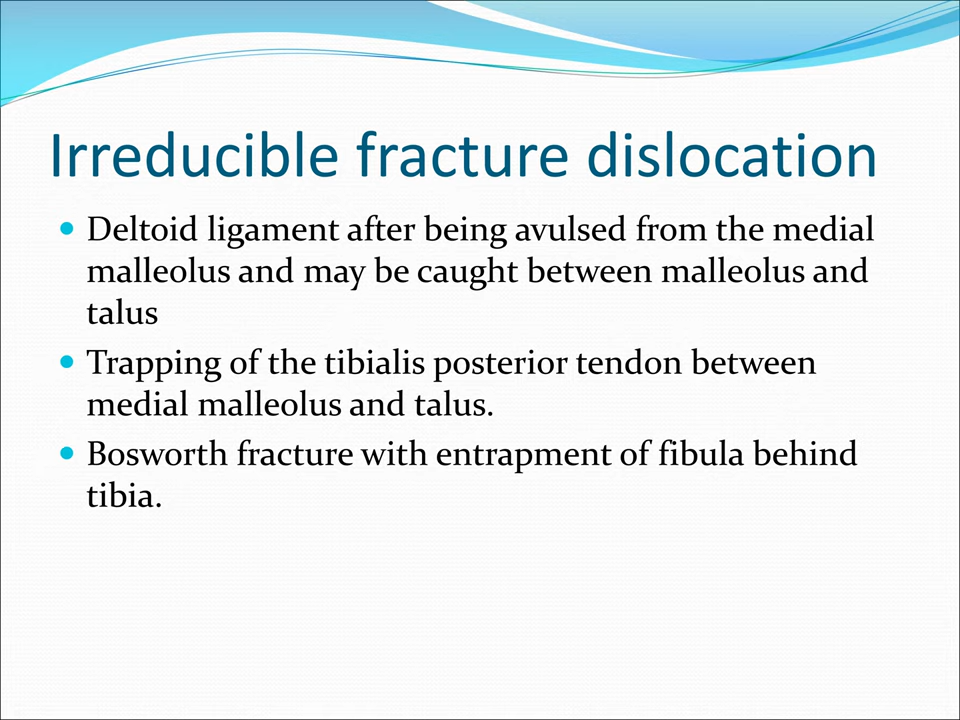 Irreducible fracture dislocation
• Deltoid ligament after being avulsed from the medial
malleolus and may be caught between malleolus and
talus
• Trapping of the tibialis posterior tendon between
medial malleolus and talus.
• Bosworth fracture with entrapment of fibula behind
tibia.